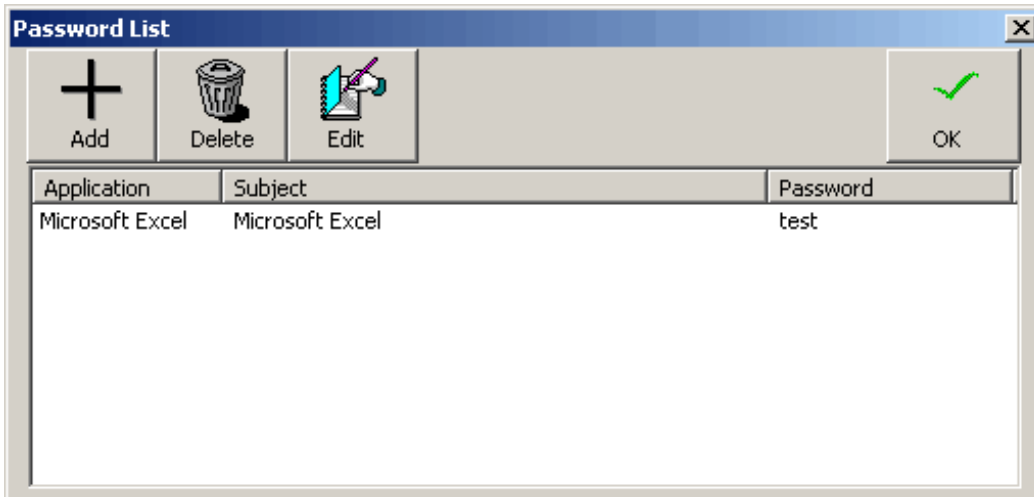 Password List
Add Delete Edit OK
Application Subject Password
Microsoft Excel Microsoft Excel test